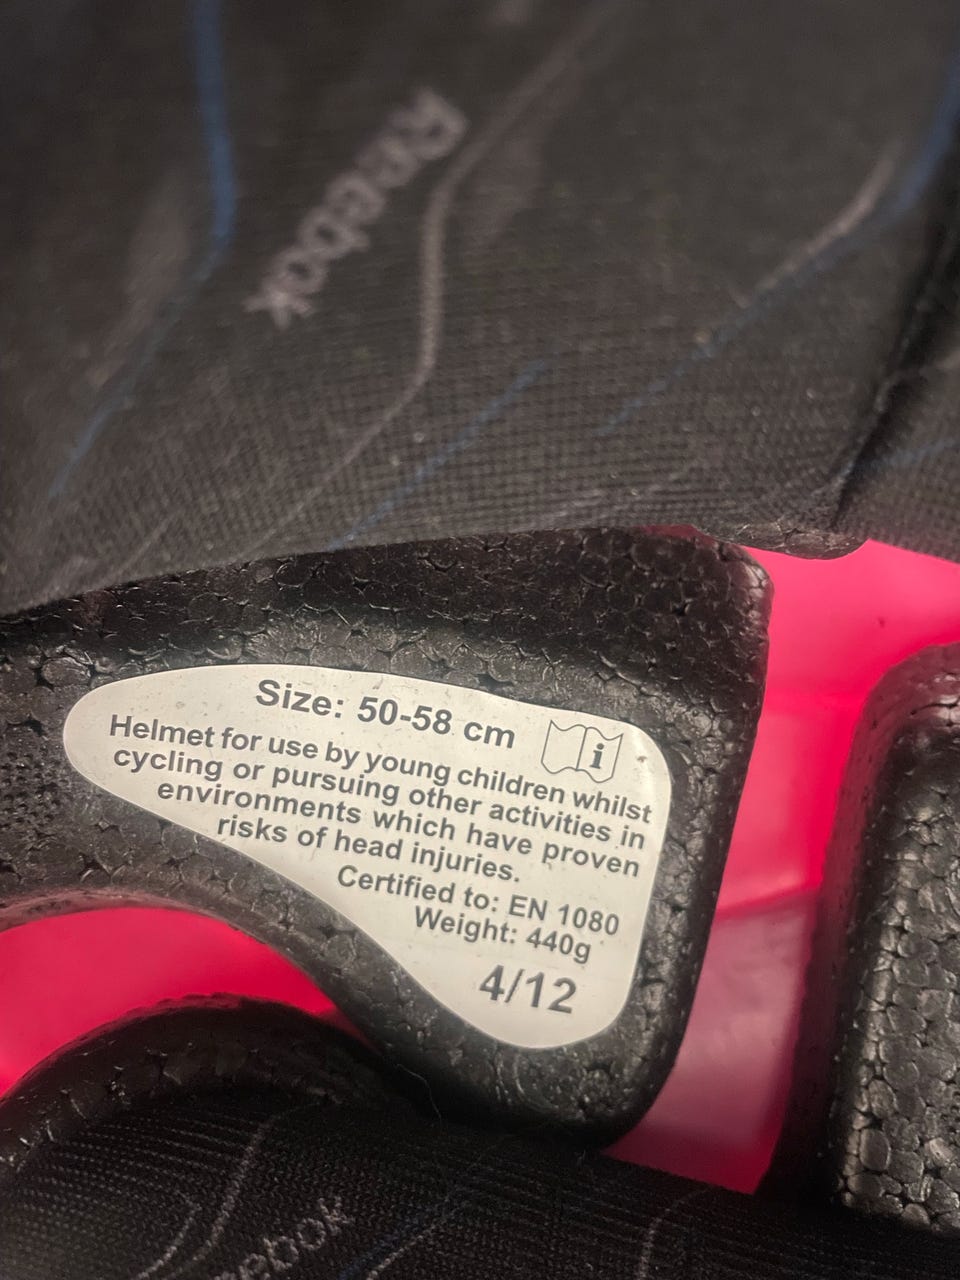 Reebok
Size: 50-58 cm
i
Helmet for use by young children whilst
cycling or pursuing other activities in
environments which have proven
risks of head injuries.
Certified to: EN 1080
Weight: 440g
4/12
eebok